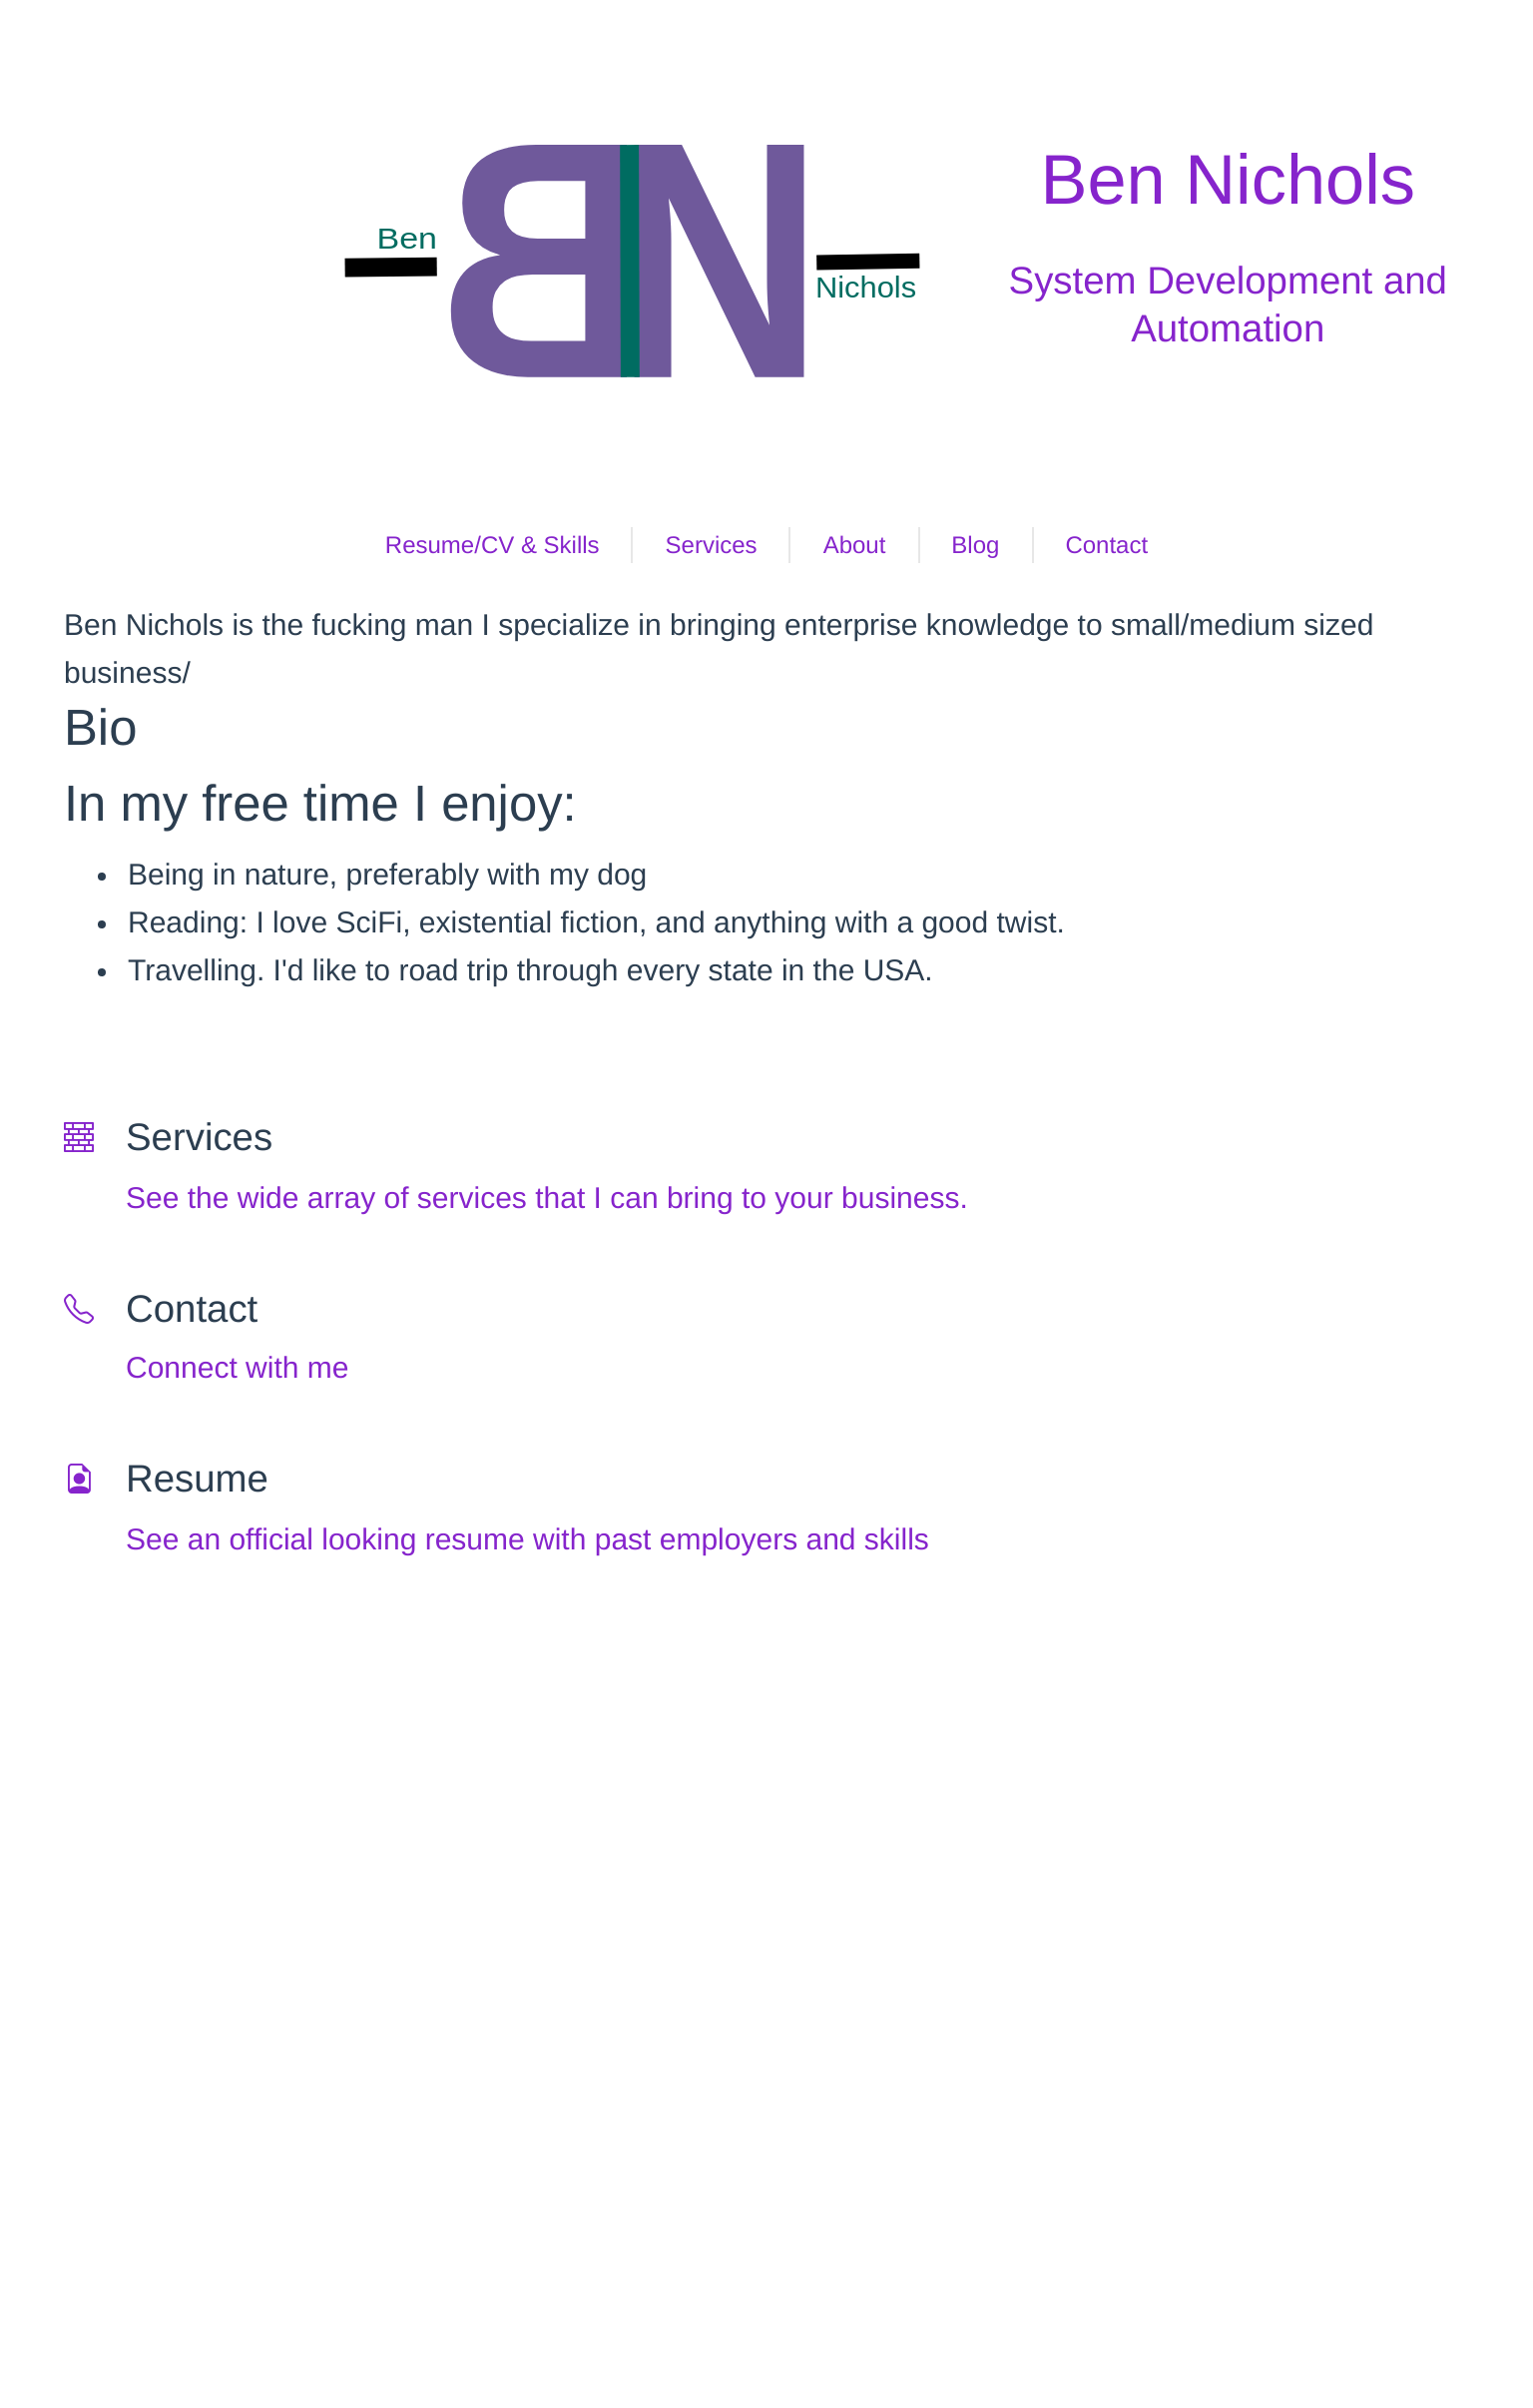 Ben
Nichols
Ben Nichols
System Development and
Automation
Resume/CV & Skills
Services
About
Blog
Contact
Ben Nichols is the fucking man I specialize in bringing enterprise knowledge to small/medium sized
business/
Bio
In my free time I enjoy:
Being in nature, preferably with my dog
Reading: I love SciFi, existential fiction, and anything with a good twist.
Travelling. I'd like to road trip through every state in the USA.
Services
See the wide array of services that I can bring to your business.
Contact
Connect with me
Resume
See an official looking resume with past employers and skills